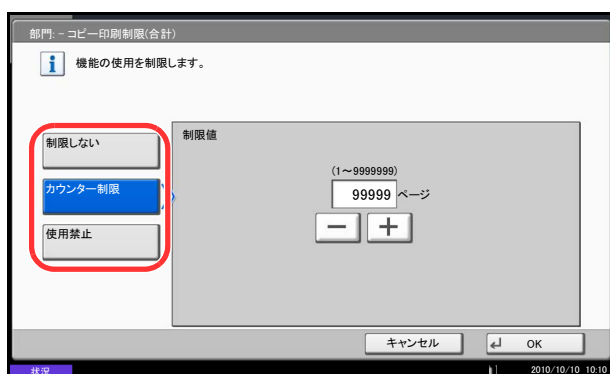 部門: - コピー印刷制限(合計)
機能の使用を制限します。
制限しない
カウンター制限
使用禁止
制限値
(1～9999999)
99999 ページ
キャンセル
OK
状況
2010/10/10 10:10